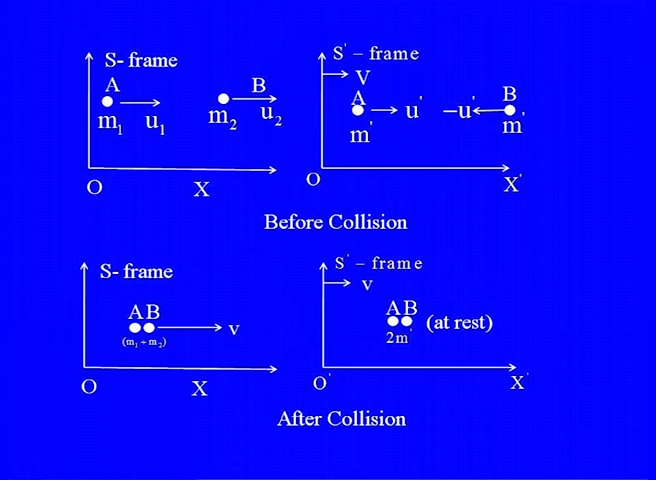 S- frame
A
B
m₁ u₁ m₂ u₂
O X
S' – frame
V
A
B
u' –u'
m' m'
O X'
Before Collision
S- frame
AB
v
(m₁ + m₂)
O X
S' – frame
v
AB
(at rest)
2m'
O' X'
After Collision